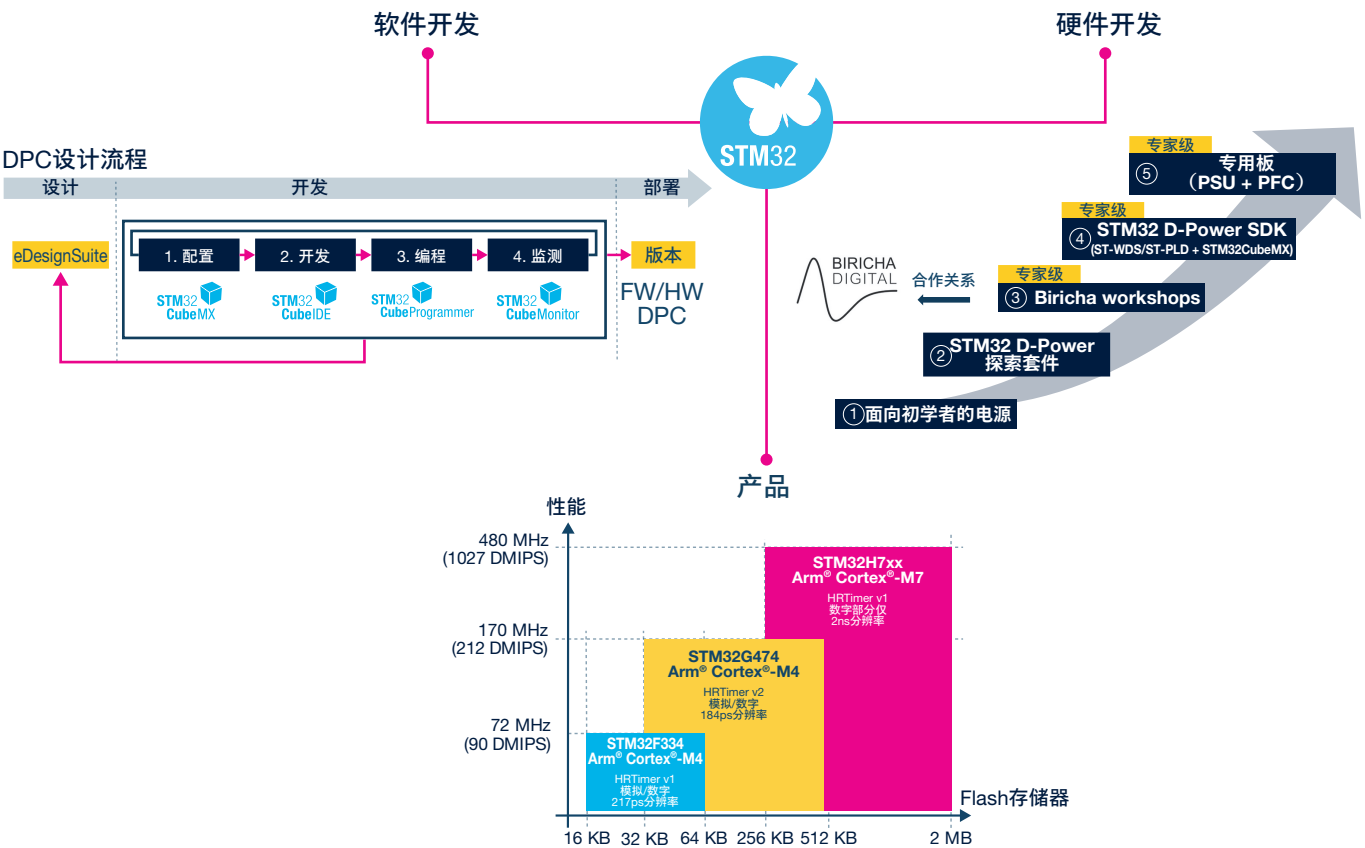 软件开发
硬件开发
STM32
DPC设计流程
设计
开发
部署
eDesignSuite
1. 配置
2. 开发
3. 编程
4. 监测
版本
STM32
CubeMX
STM32
CubeIDE
STM32
CubeProgrammer
STM32
CubeMonitor
FW/HW
DPC
专家级
⑤
专用板
（PSU + PFC）
专家级
④
STM32 D-Power SDK
(ST-WDS/ST-PLD + STM32CubeMX)
BIRICHA
DIGITAL
合作关系
专家级
③ Biricha workshops
②
STM32 D-Power
探索套件
①面向初学者的电源
产品
性能
480 MHz
(1027 DMIPS)
170 MHz
(212 DMIPS)
72 MHz
(90 DMIPS)
STM32H7xx
Arm® Cortex®-M7
HRTimer v1
数字部分仅
2ns分辨率
STM32G474
Arm® Cortex®-M4
HRTimer v2
模拟/数字
184ps分辨率
STM32F334
Arm® Cortex®-M4
HRTimer v1
模拟/数字
217ps分辨率
Flash存储器
16 KB 32 KB 64 KB 256 KB 512 KB 2 MB